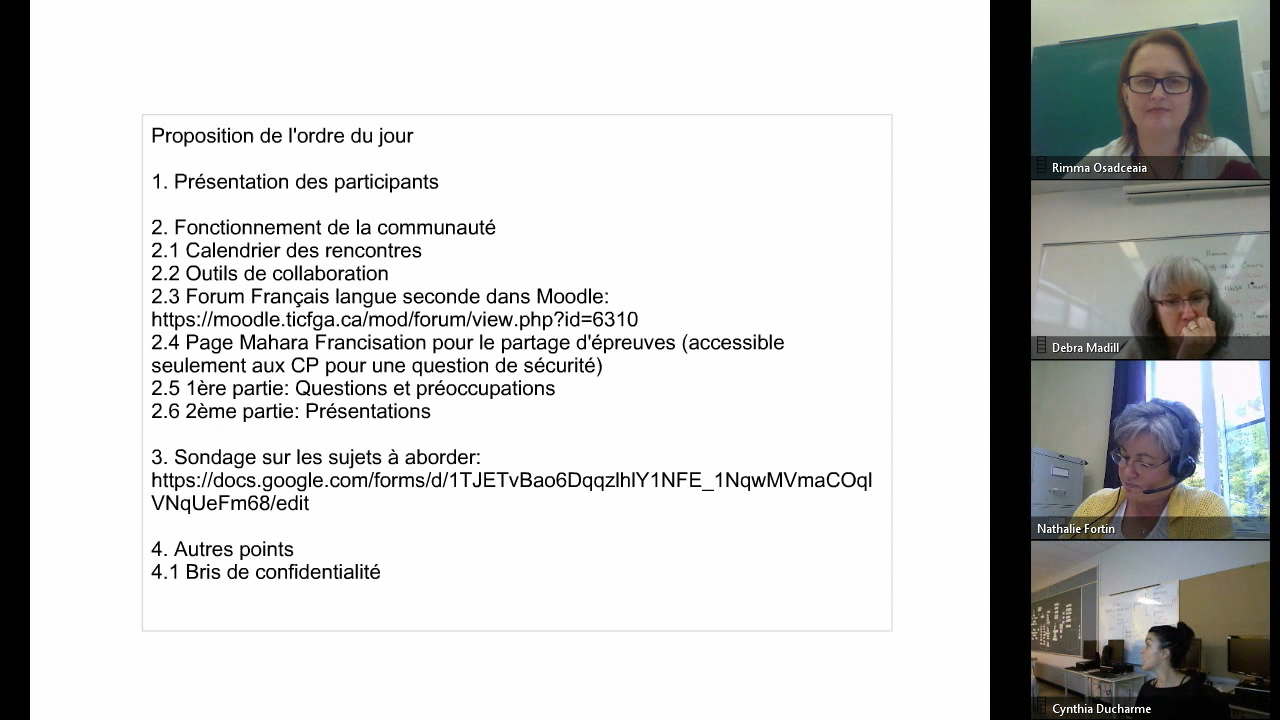 Proposition de l'ordre du jour
1. Présentation des participants
2. Fonctionnement de la communauté
2.1 Calendrier des rencontres
2.2 Outils de collaboration
2.3 Forum Français langue seconde dans Moodle:
https://moodle.ticfga.ca/mod/forum/view.php?id=6310
2.4 Page Mahara Francisation pour le partage d'épreuves (accessible
seulement aux CP pour une question de sécurité)
2.5 1ère partie: Questions et préoccupations
2.6 2ème partie: Présentations
3. Sondage sur les sujets à aborder:
https://docs.google.com/forms/d/1TJETvBao6DqqzlhlY1NFE_1NqwMVmaCOql
VNqUeFm68/edit
4. Autres points
4.1 Bris de confidentialité
Rimma Osadceaia
Debra Madill
Nathalie Fortin
Cynthia Ducharme